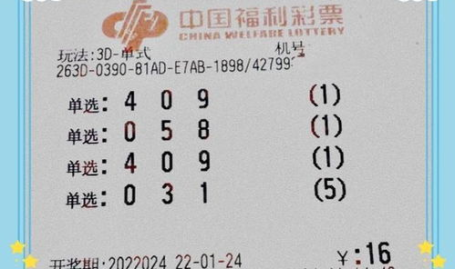 中国福利彩票
CHINA WELFARE LOTTERY
玩法:3D-单式 机号
263D-0390-81AD-E7AB-1898/42799
单选: 4 0 9 (1)
单选: 0 5 8 (1)
单选: 4 0 9 (1)
单选: 0 3 1 (5)
开奖期:2022024 22-01-24 ¥:16